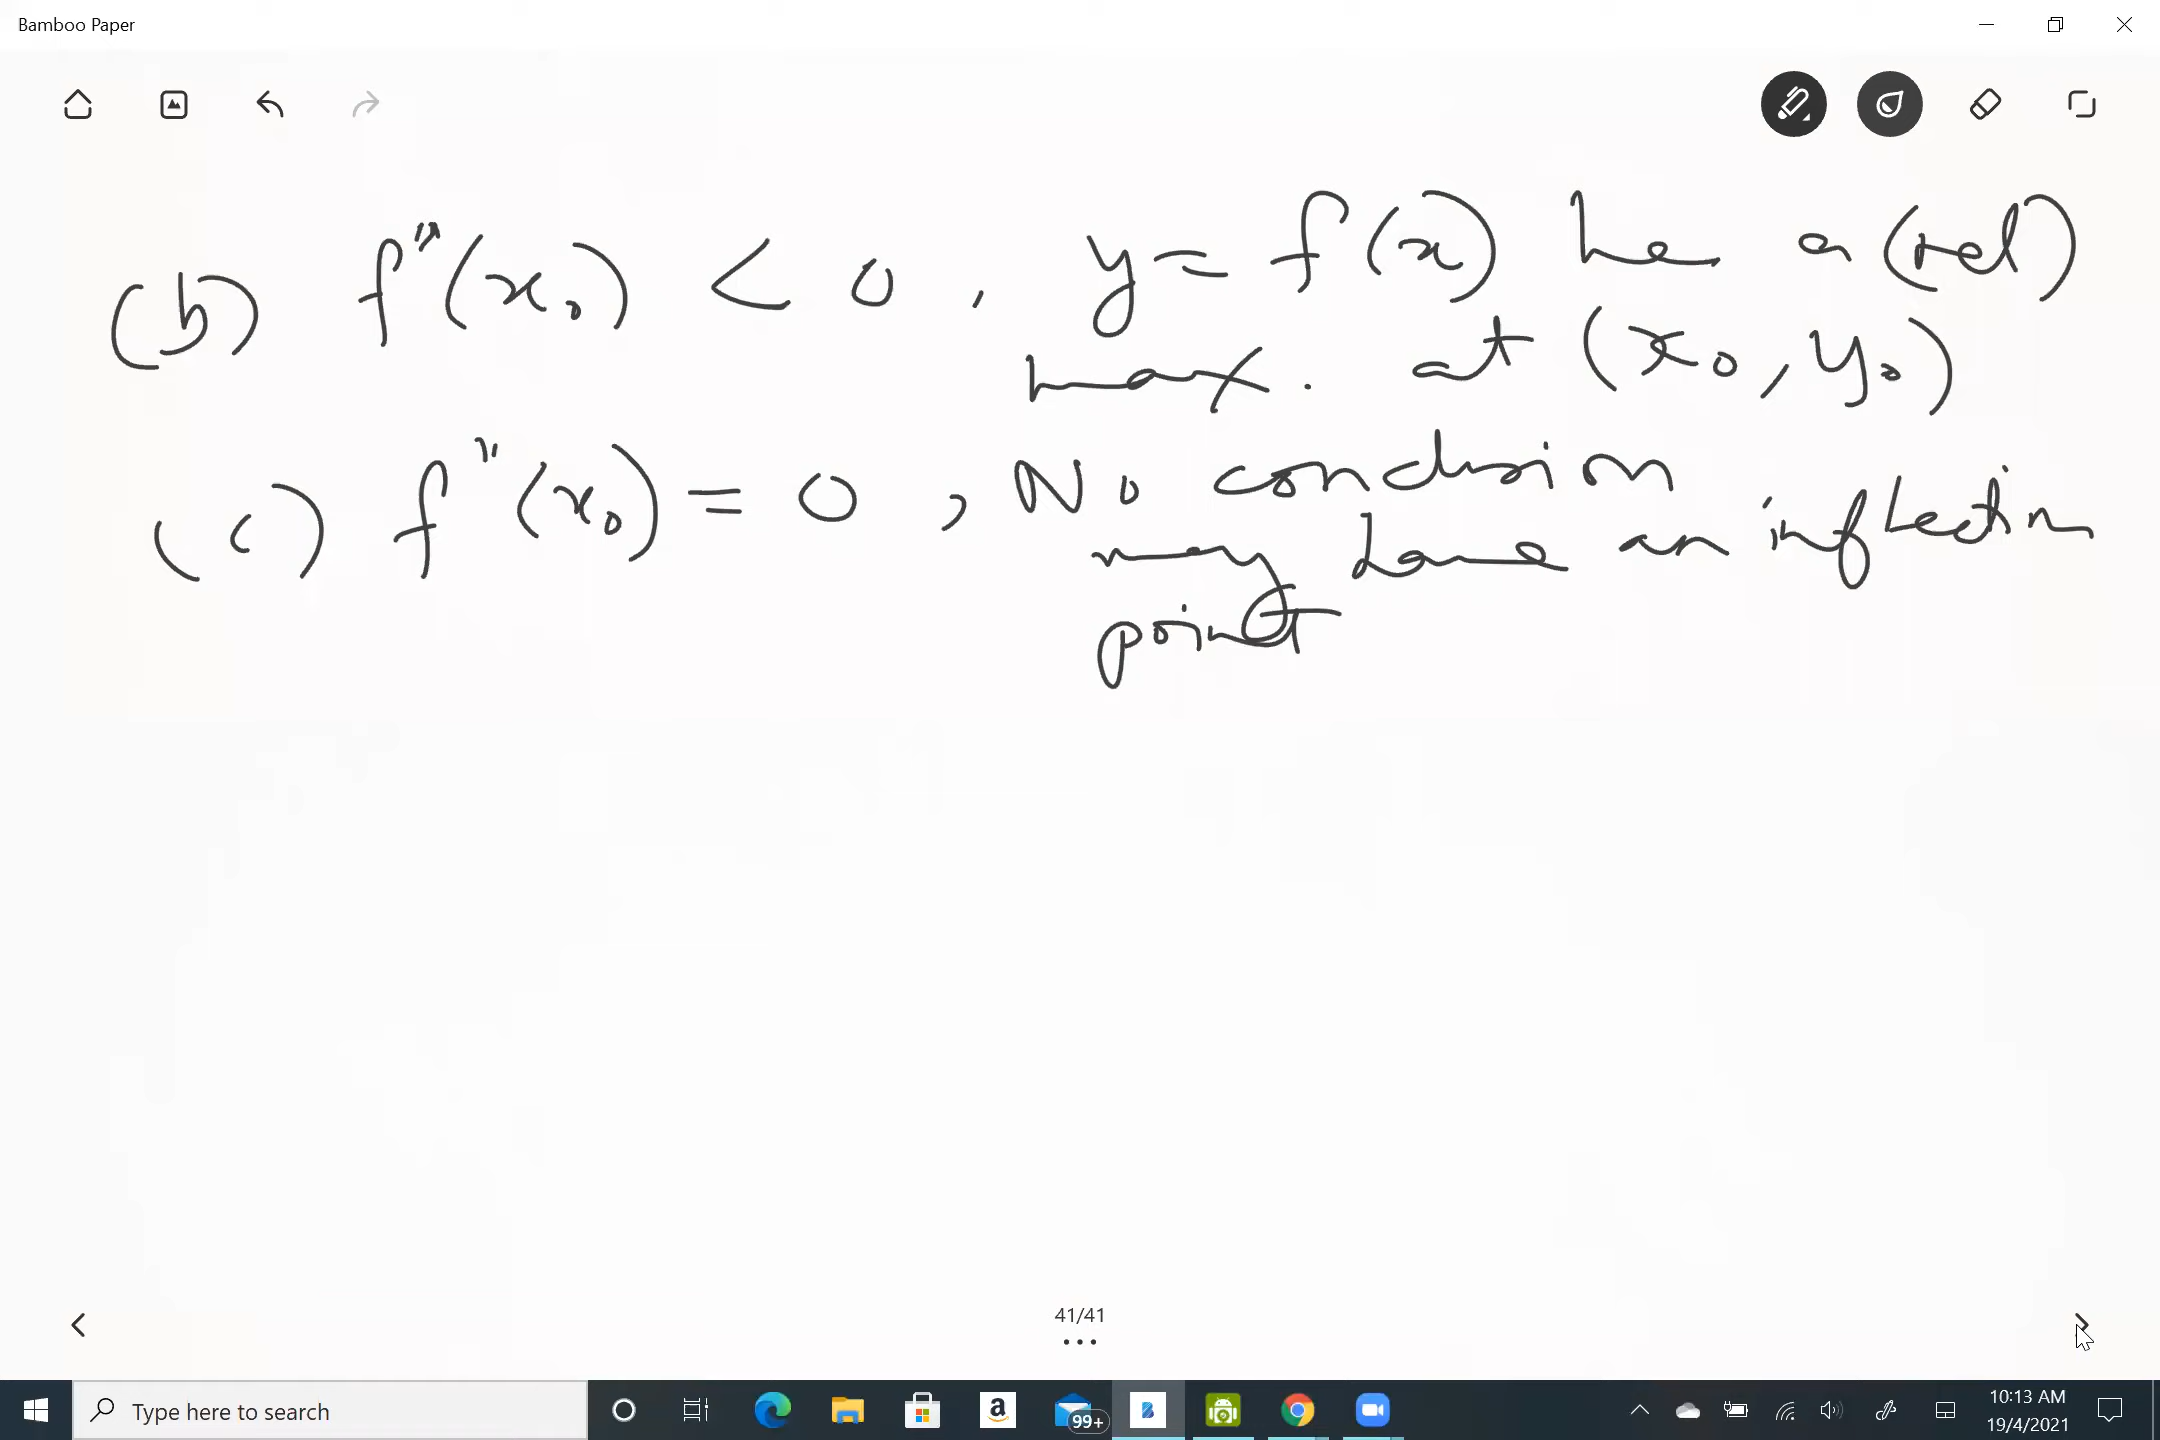 Bamboo Paper
(b) f''(x₀) < 0, y = f(x) has a (rel)
max. at (x₀, y₀)
(c) f''(x₀) = 0, No conclusion
may have an inflection
point
41/41
Type here to search
99+
10:13 AM
19/4/2021